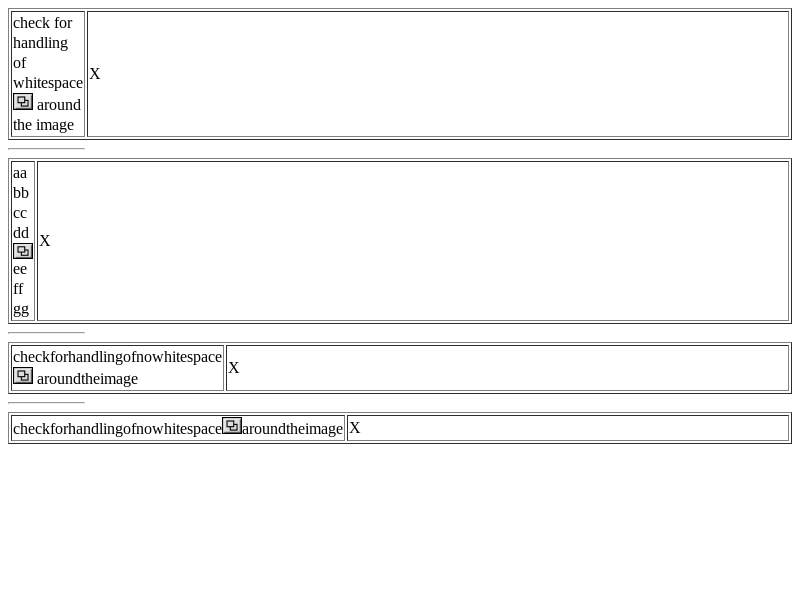 check for
handling
of
whitespace
around
the image
X
aa
bb
cc
dd
ee
ff
gg
X
checkforhandlingofnowhitespace
aroundtheimage
X
checkforhandlingofnowhitespacearoundtheimage
X